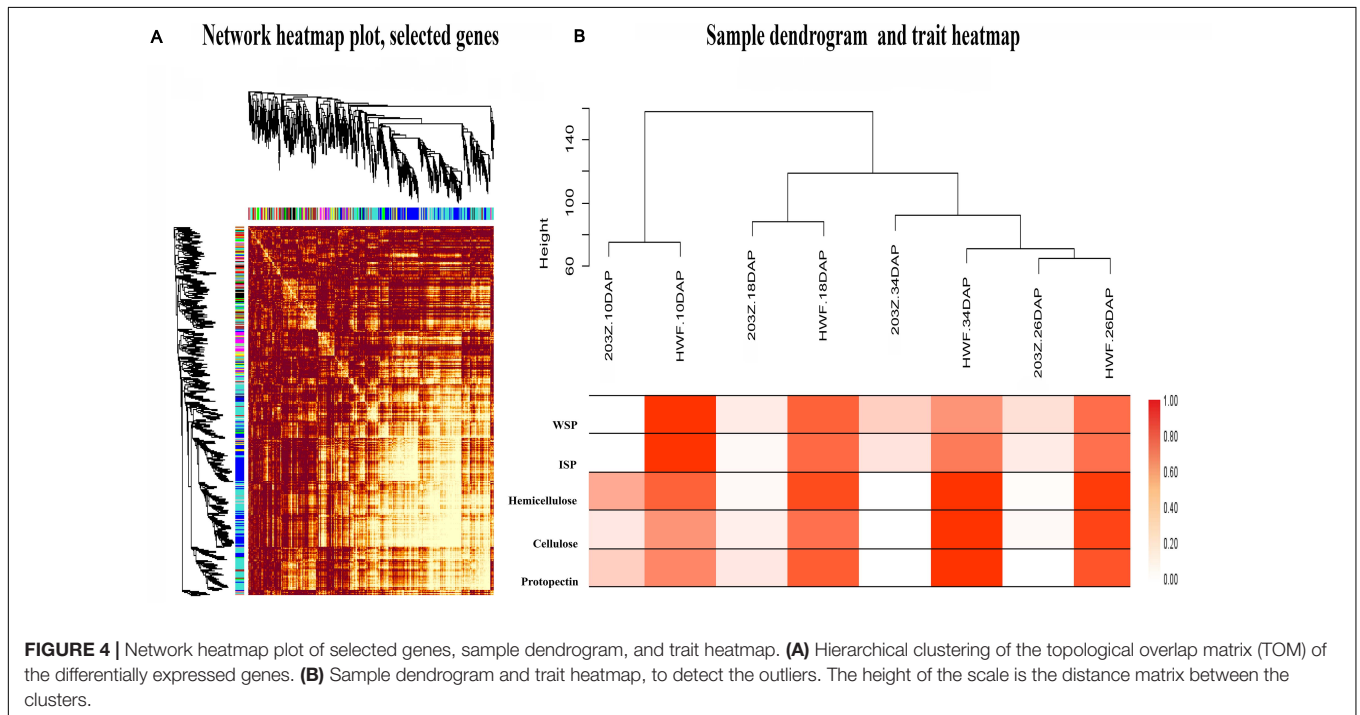 A
Network heatmap plot, selected genes
B
Sample dendrogram and trait heatmap
Height
140
100
60
203Z.10DAP
HWF.10DAP
203Z.18DAP
HWF.18DAP
203Z.34DAP
HWF.34DAP
203Z.26DAP
HWF.26DAP
WSP
ISP
Hemicellulose
Cellulose
Protopectin
1.00
0.80
0.60
0.40
0.20
0.00
FIGURE 4 | Network heatmap plot of selected genes, sample dendrogram, and trait heatmap. (A) Hierarchical clustering of the topological overlap matrix (TOM) of
the differentially expressed genes. (B) Sample dendrogram and trait heatmap, to detect the outliers. The height of the scale is the distance matrix between the
clusters.